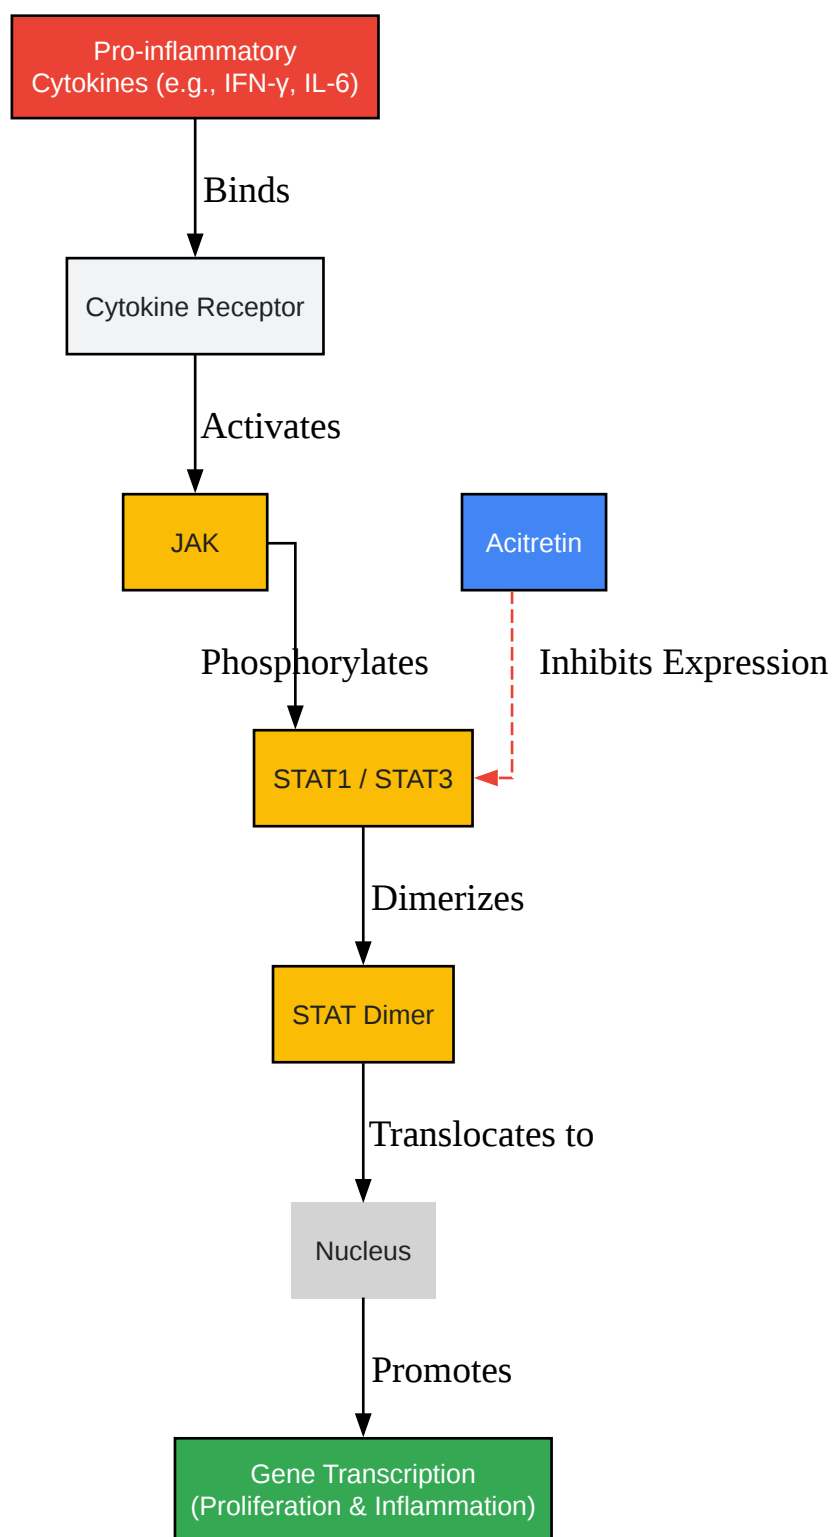 Pro-inflammatory
Cytokines (e.g., IFN-γ, IL-6)
Binds
Cytokine Receptor
Activates
JAK
Acitretin
Phosphorylates
Inhibits Expression
STAT1 / STAT3
Dimerizes
STAT Dimer
Translocates to
Nucleus
Promotes
Gene Transcription
(Proliferation & Inflammation)